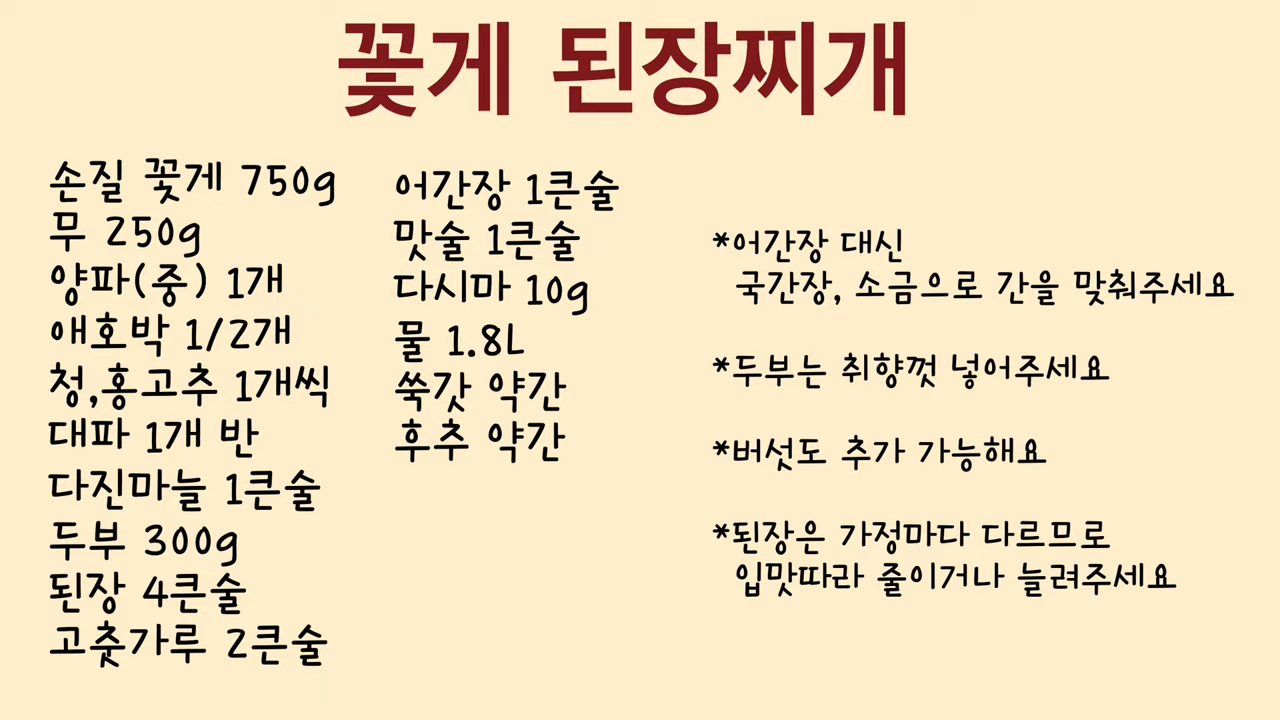 꽃게 된장찌개
손질 꽃게 750g
무 250g
양파(중) 1개
애호박 1/2개
청,홍고추 1개씩
대파 1개 반
다진마늘 1큰술
두부 300g
된장 4큰술
고춧가루 2큰술
어간장 1큰술
맛술 1큰술
다시마 10g
물 1.8L
쑥갓 약간
후추 약간
*어간장 대신
국간장, 소금으로 간을 맞춰주세요
*두부는 취향껏 넣어주세요
*버섯도 추가 가능해요
*된장은 가정마다 다르므로
입맛따라 줄이거나 늘려주세요